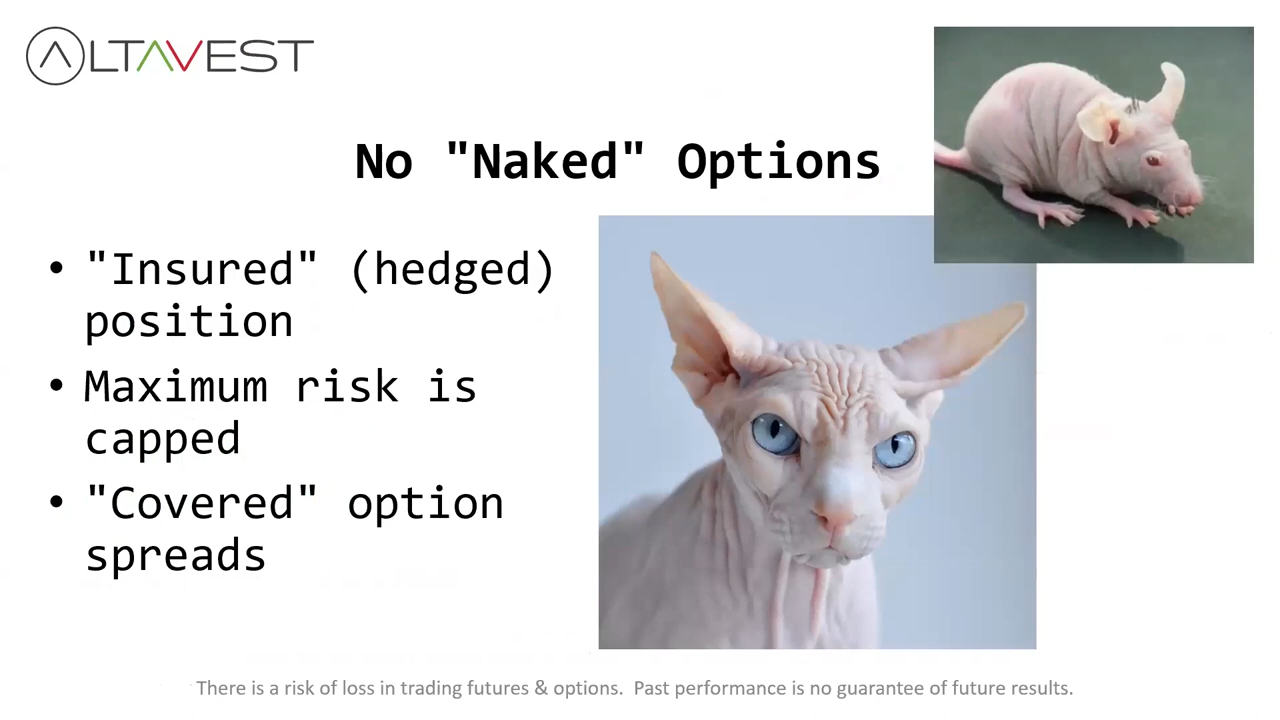 ALTAVEST
No "Naked" Options
• "Insured" (hedged)
position
• Maximum risk is
capped
• "Covered" option
spreads
There is a risk of loss in trading futures & options.  Past performance is no guarantee of future results.